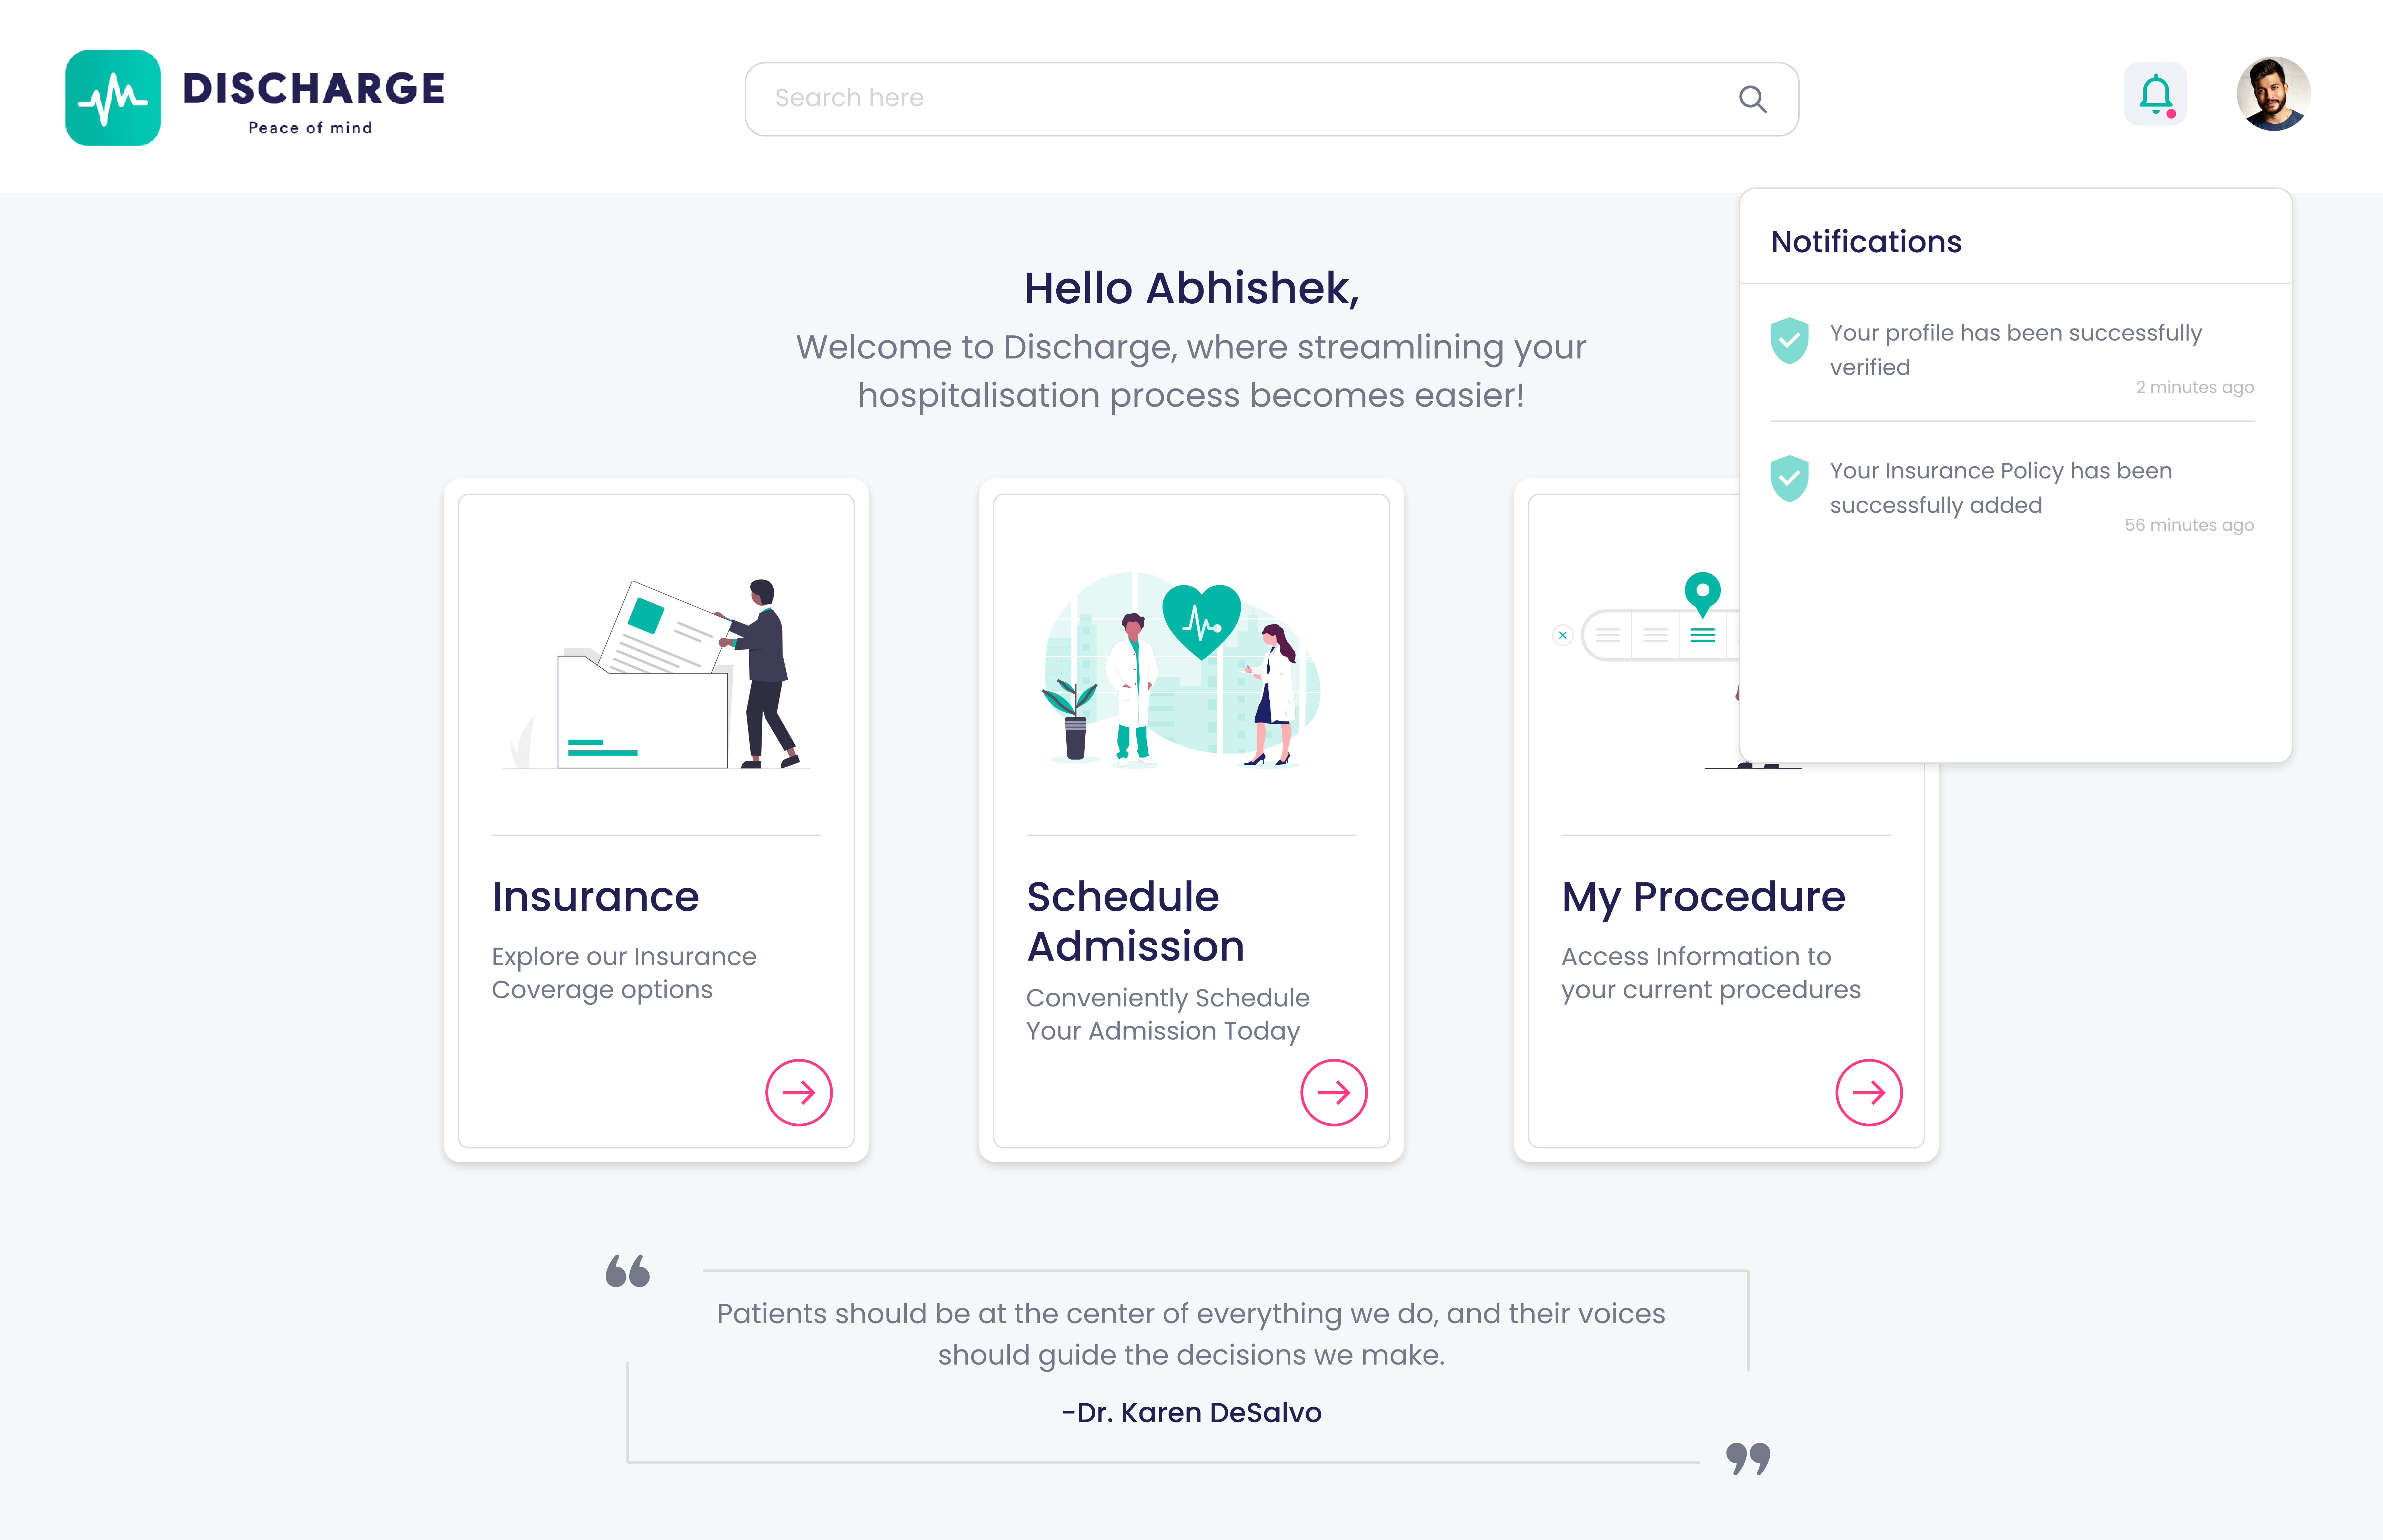 DISCHARGE
Peace of mind
Search here
Notifications
Your profile has been successfully
verified
2 minutes ago
Your Insurance Policy has been
successfully added
56 minutes ago
Hello Abhishek,
Welcome to Discharge, where streamlining your
hospitalisation process becomes easier!
Insurance
Explore our Insurance
Coverage options
Schedule
Admission
Conveniently Schedule
Your Admission Today
My Procedure
Access Information to
your current procedures
“
Patients should be at the center of everything we do, and their voices
should guide the decisions we make.
-Dr. Karen DeSalvo
”